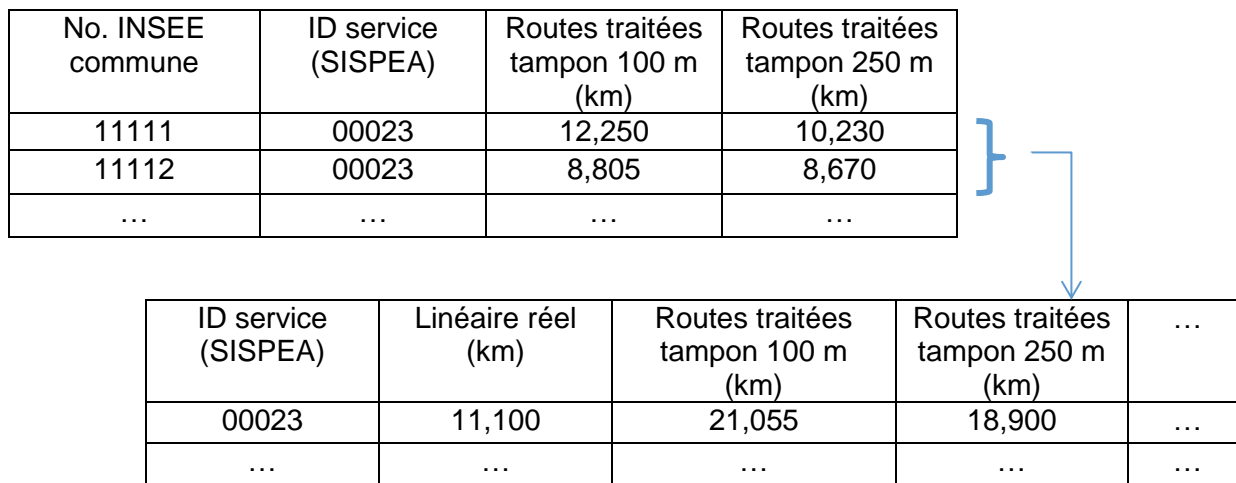 No. INSEE commune | ID service (SISPEA) | Routes traitées tampon 100 m (km) | Routes traitées tampon 250 m (km)
11111 | 00023 | 12,250 | 10,230
11112 | 00023 | 8,805 | 8,670
… | … | … | …
ID service (SISPEA) | Linéaire réel (km) | Routes traitées tampon 100 m (km) | Routes traitées tampon 250 m (km) | …
00023 | 11,100 | 21,055 | 18,900 | …
… | … | … | … | …